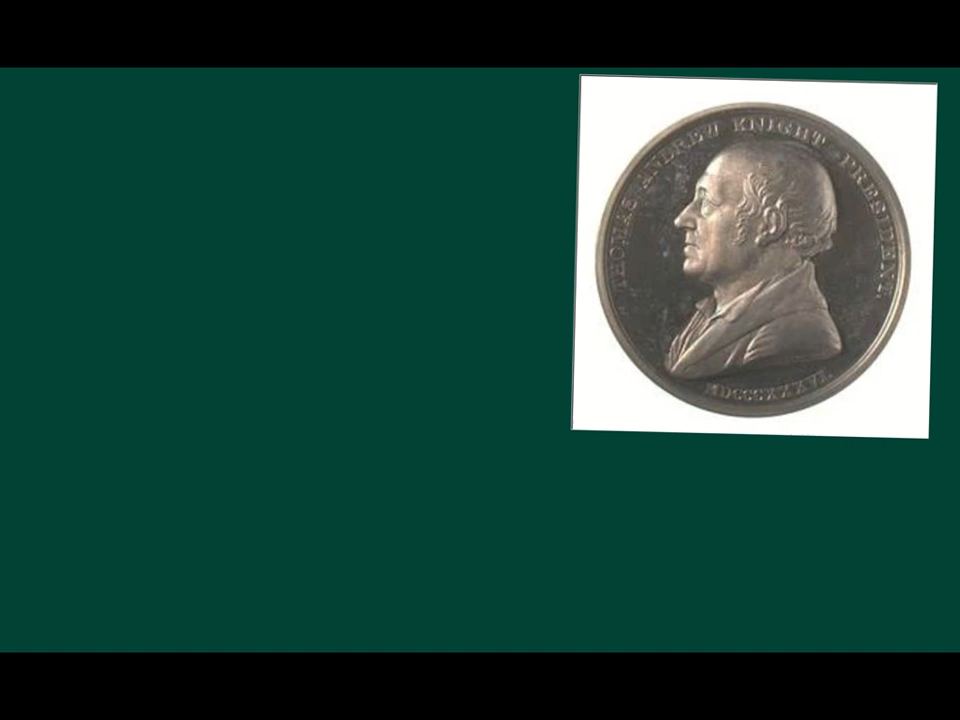 THOMAS ANDREW KNIGHT · PRESIDENT.
MDCCCXXXVI.